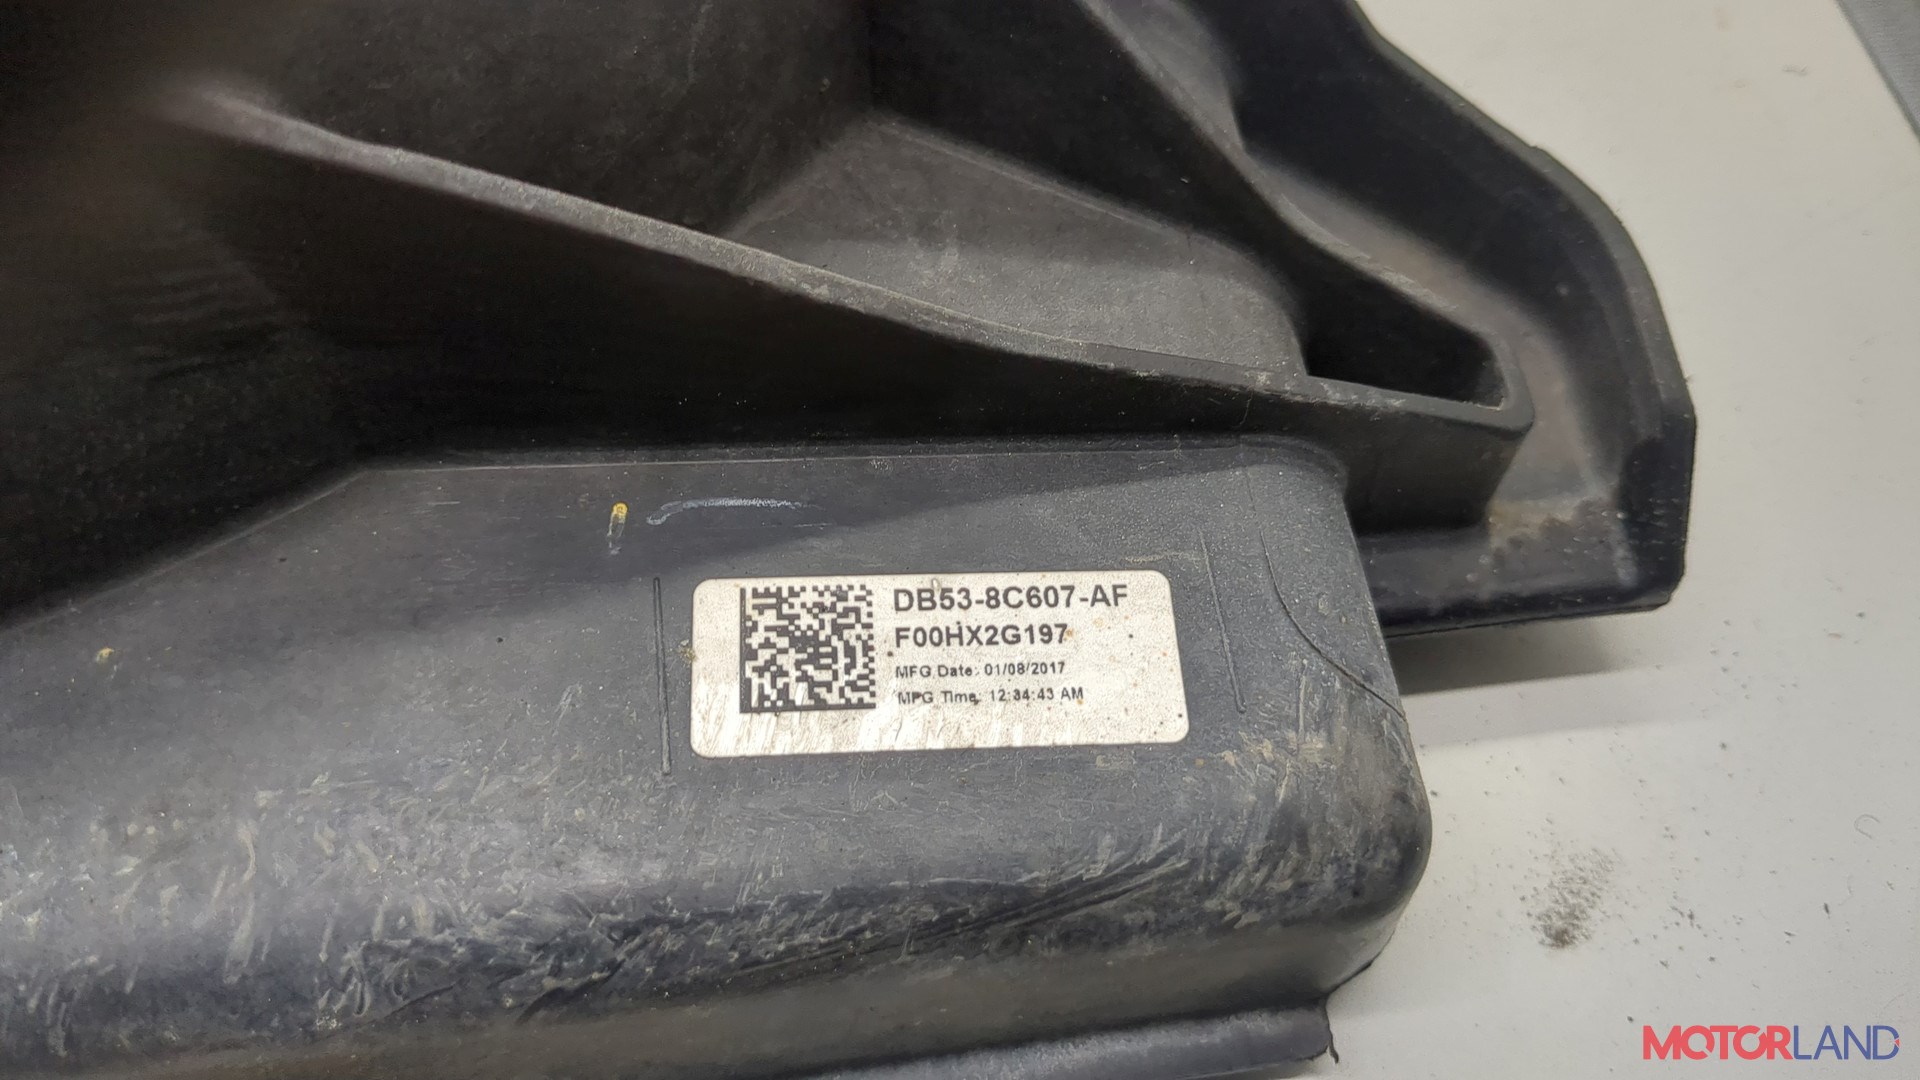 DB53-8C607-AF
F00HX2G197
MFG Date: 01/08/2017
MFG Time: 12:34:43 AM
MOTORLAND